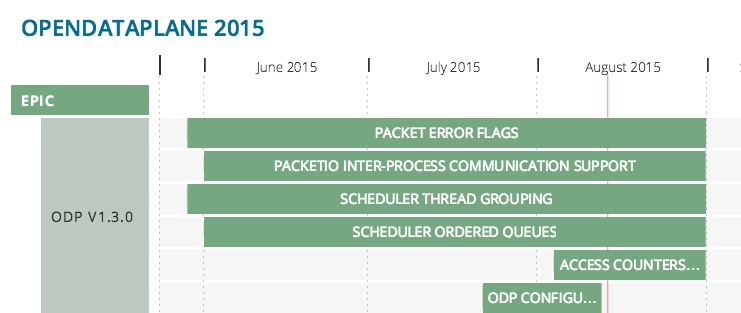 OPENDATAPLANE 2015
June 2015 July 2015 August 2015
EPIC
PACKET ERROR FLAGS
PACKETIO INTER-PROCESS COMMUNICATION SUPPORT
SCHEDULER THREAD GROUPING
ODP V1.3.0
SCHEDULER ORDERED QUEUES
ACCESS COUNTERS...
ODP CONFIGU...